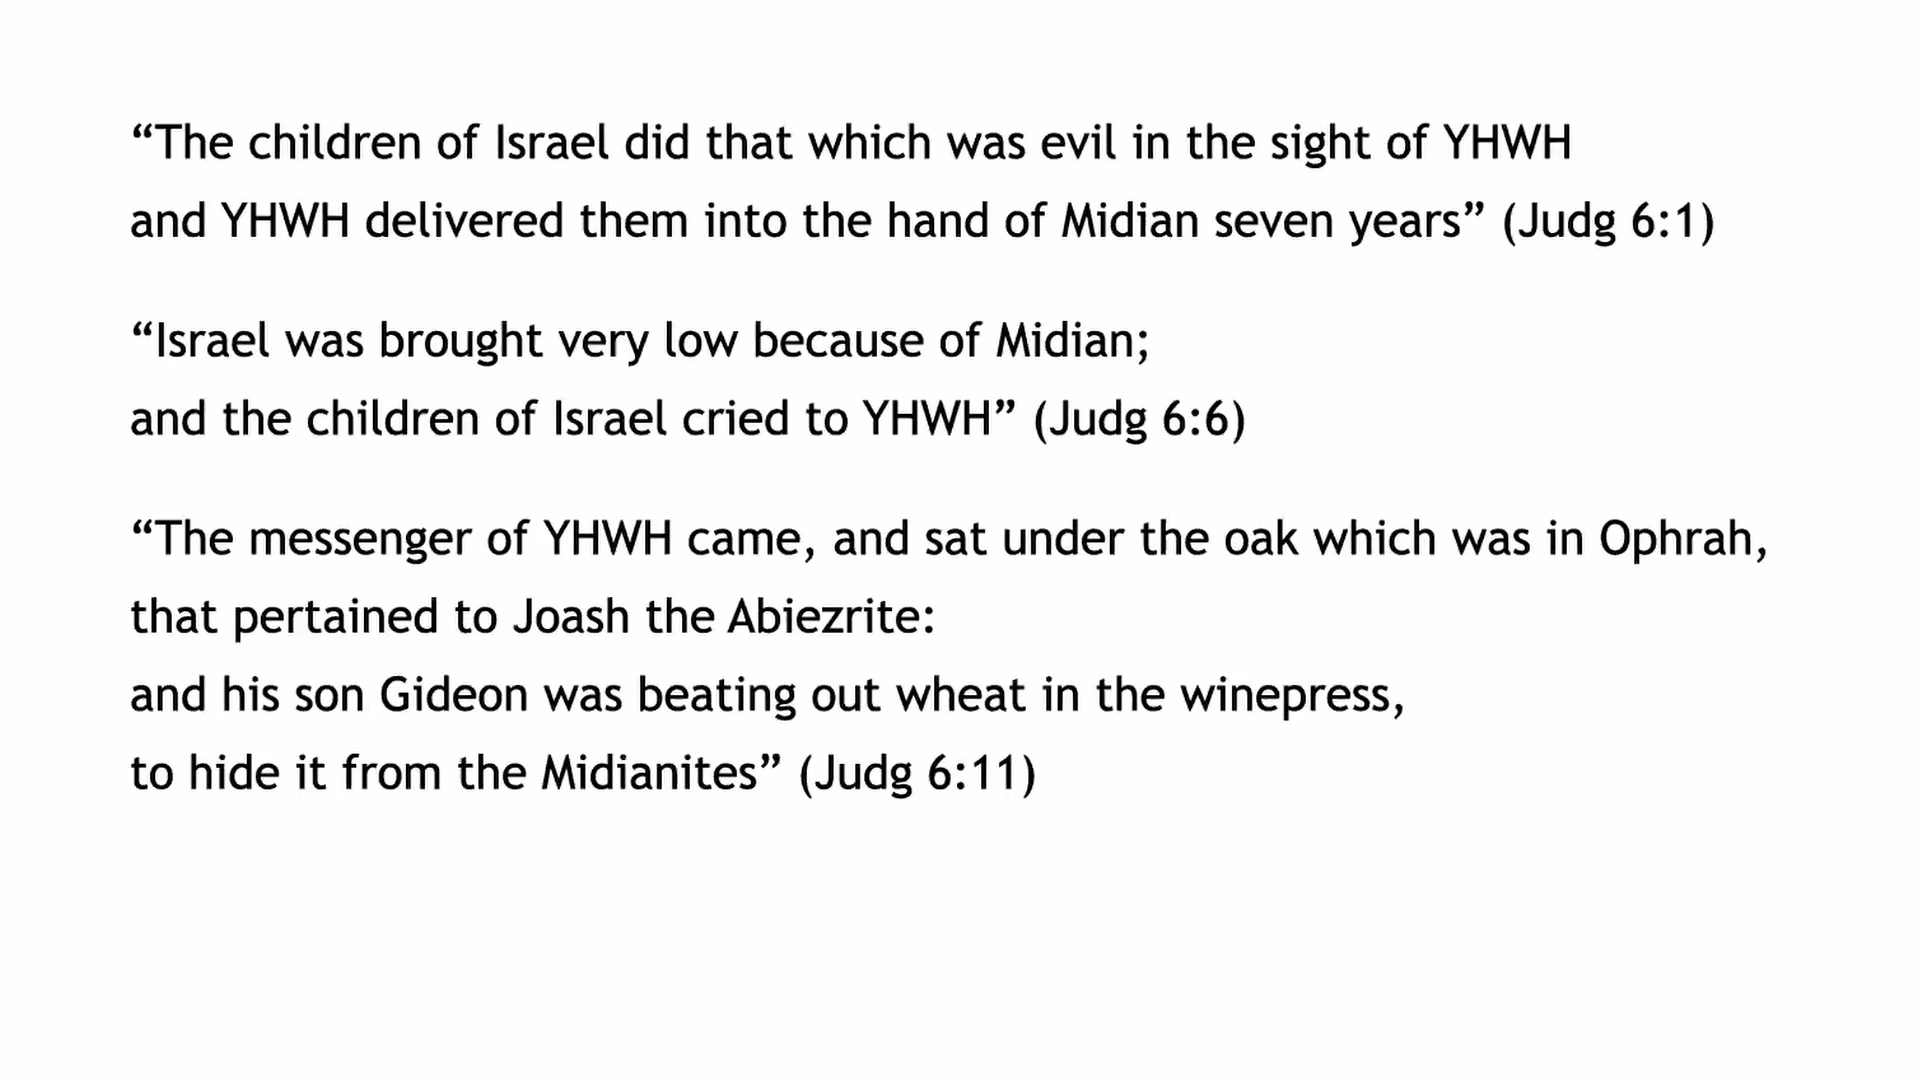 “The children of Israel did that which was evil in the sight of YHWH
and YHWH delivered them into the hand of Midian seven years” (Judg 6:1)
“Israel was brought very low because of Midian;
and the children of Israel cried to YHWH” (Judg 6:6)
“The messenger of YHWH came, and sat under the oak which was in Ophrah,
that pertained to Joash the Abiezrite:
and his son Gideon was beating out wheat in the winepress,
to hide it from the Midianites” (Judg 6:11)